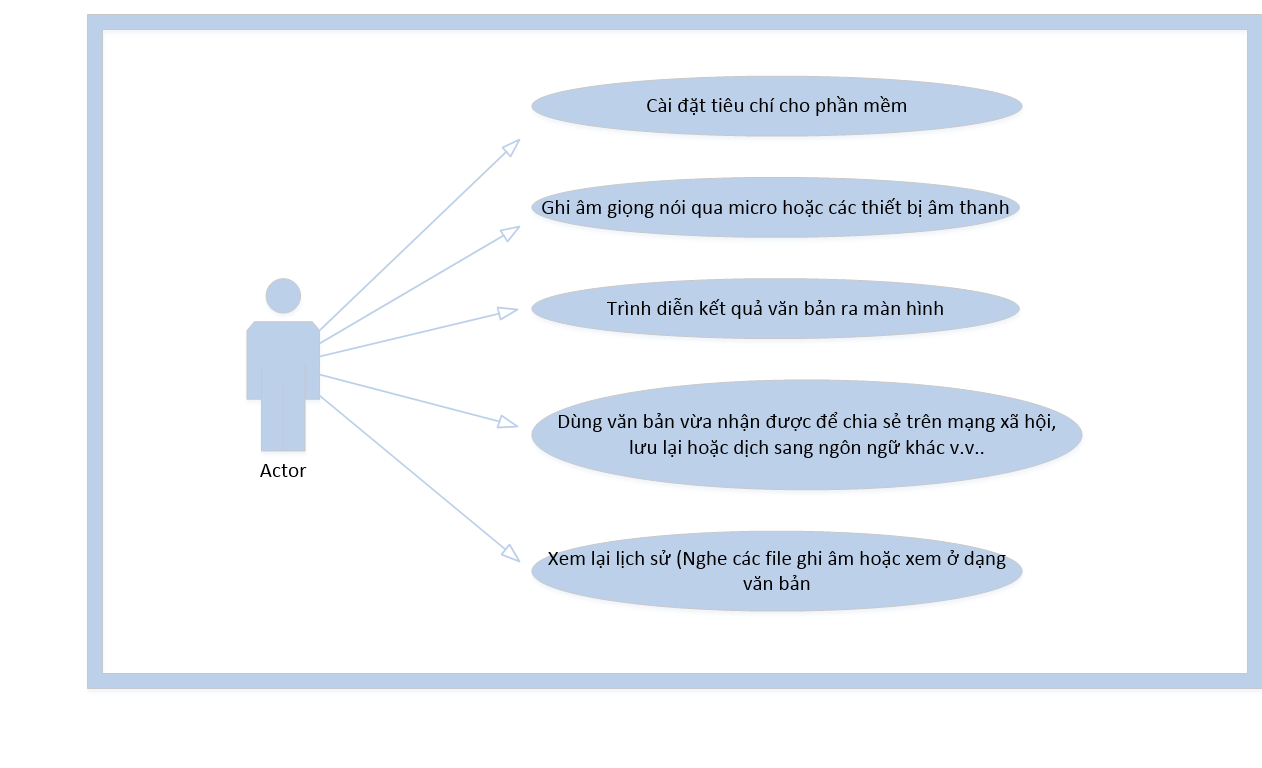 Cài đặt tiêu chí cho phần mềm
Ghi âm giọng nói qua micro hoặc các thiết bị âm thanh
Trình diễn kết quả văn bản ra màn hình
Dùng văn bản vừa nhận được để chia sẻ trên mạng xã hội,
lưu lại hoặc dịch sang ngôn ngữ khác v.v..
Actor
Xem lại lịch sử (Nghe các file ghi âm hoặc xem ở dạng
văn bản